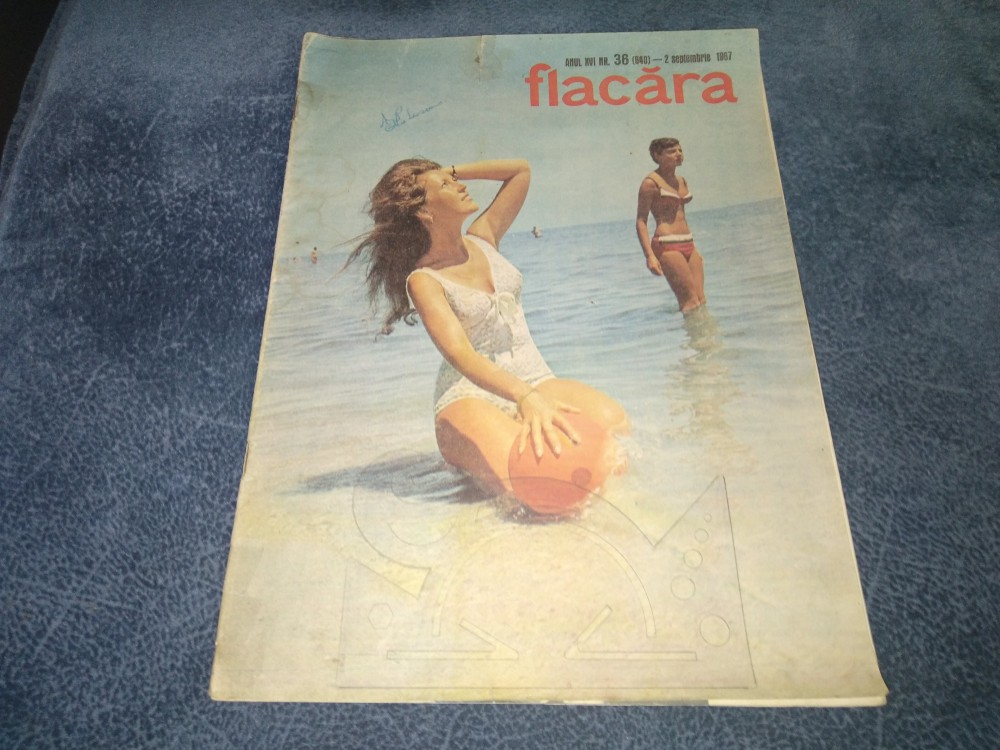 ANUL XVI NR. 36 (640) — 2 septembrie 1967
flacăra